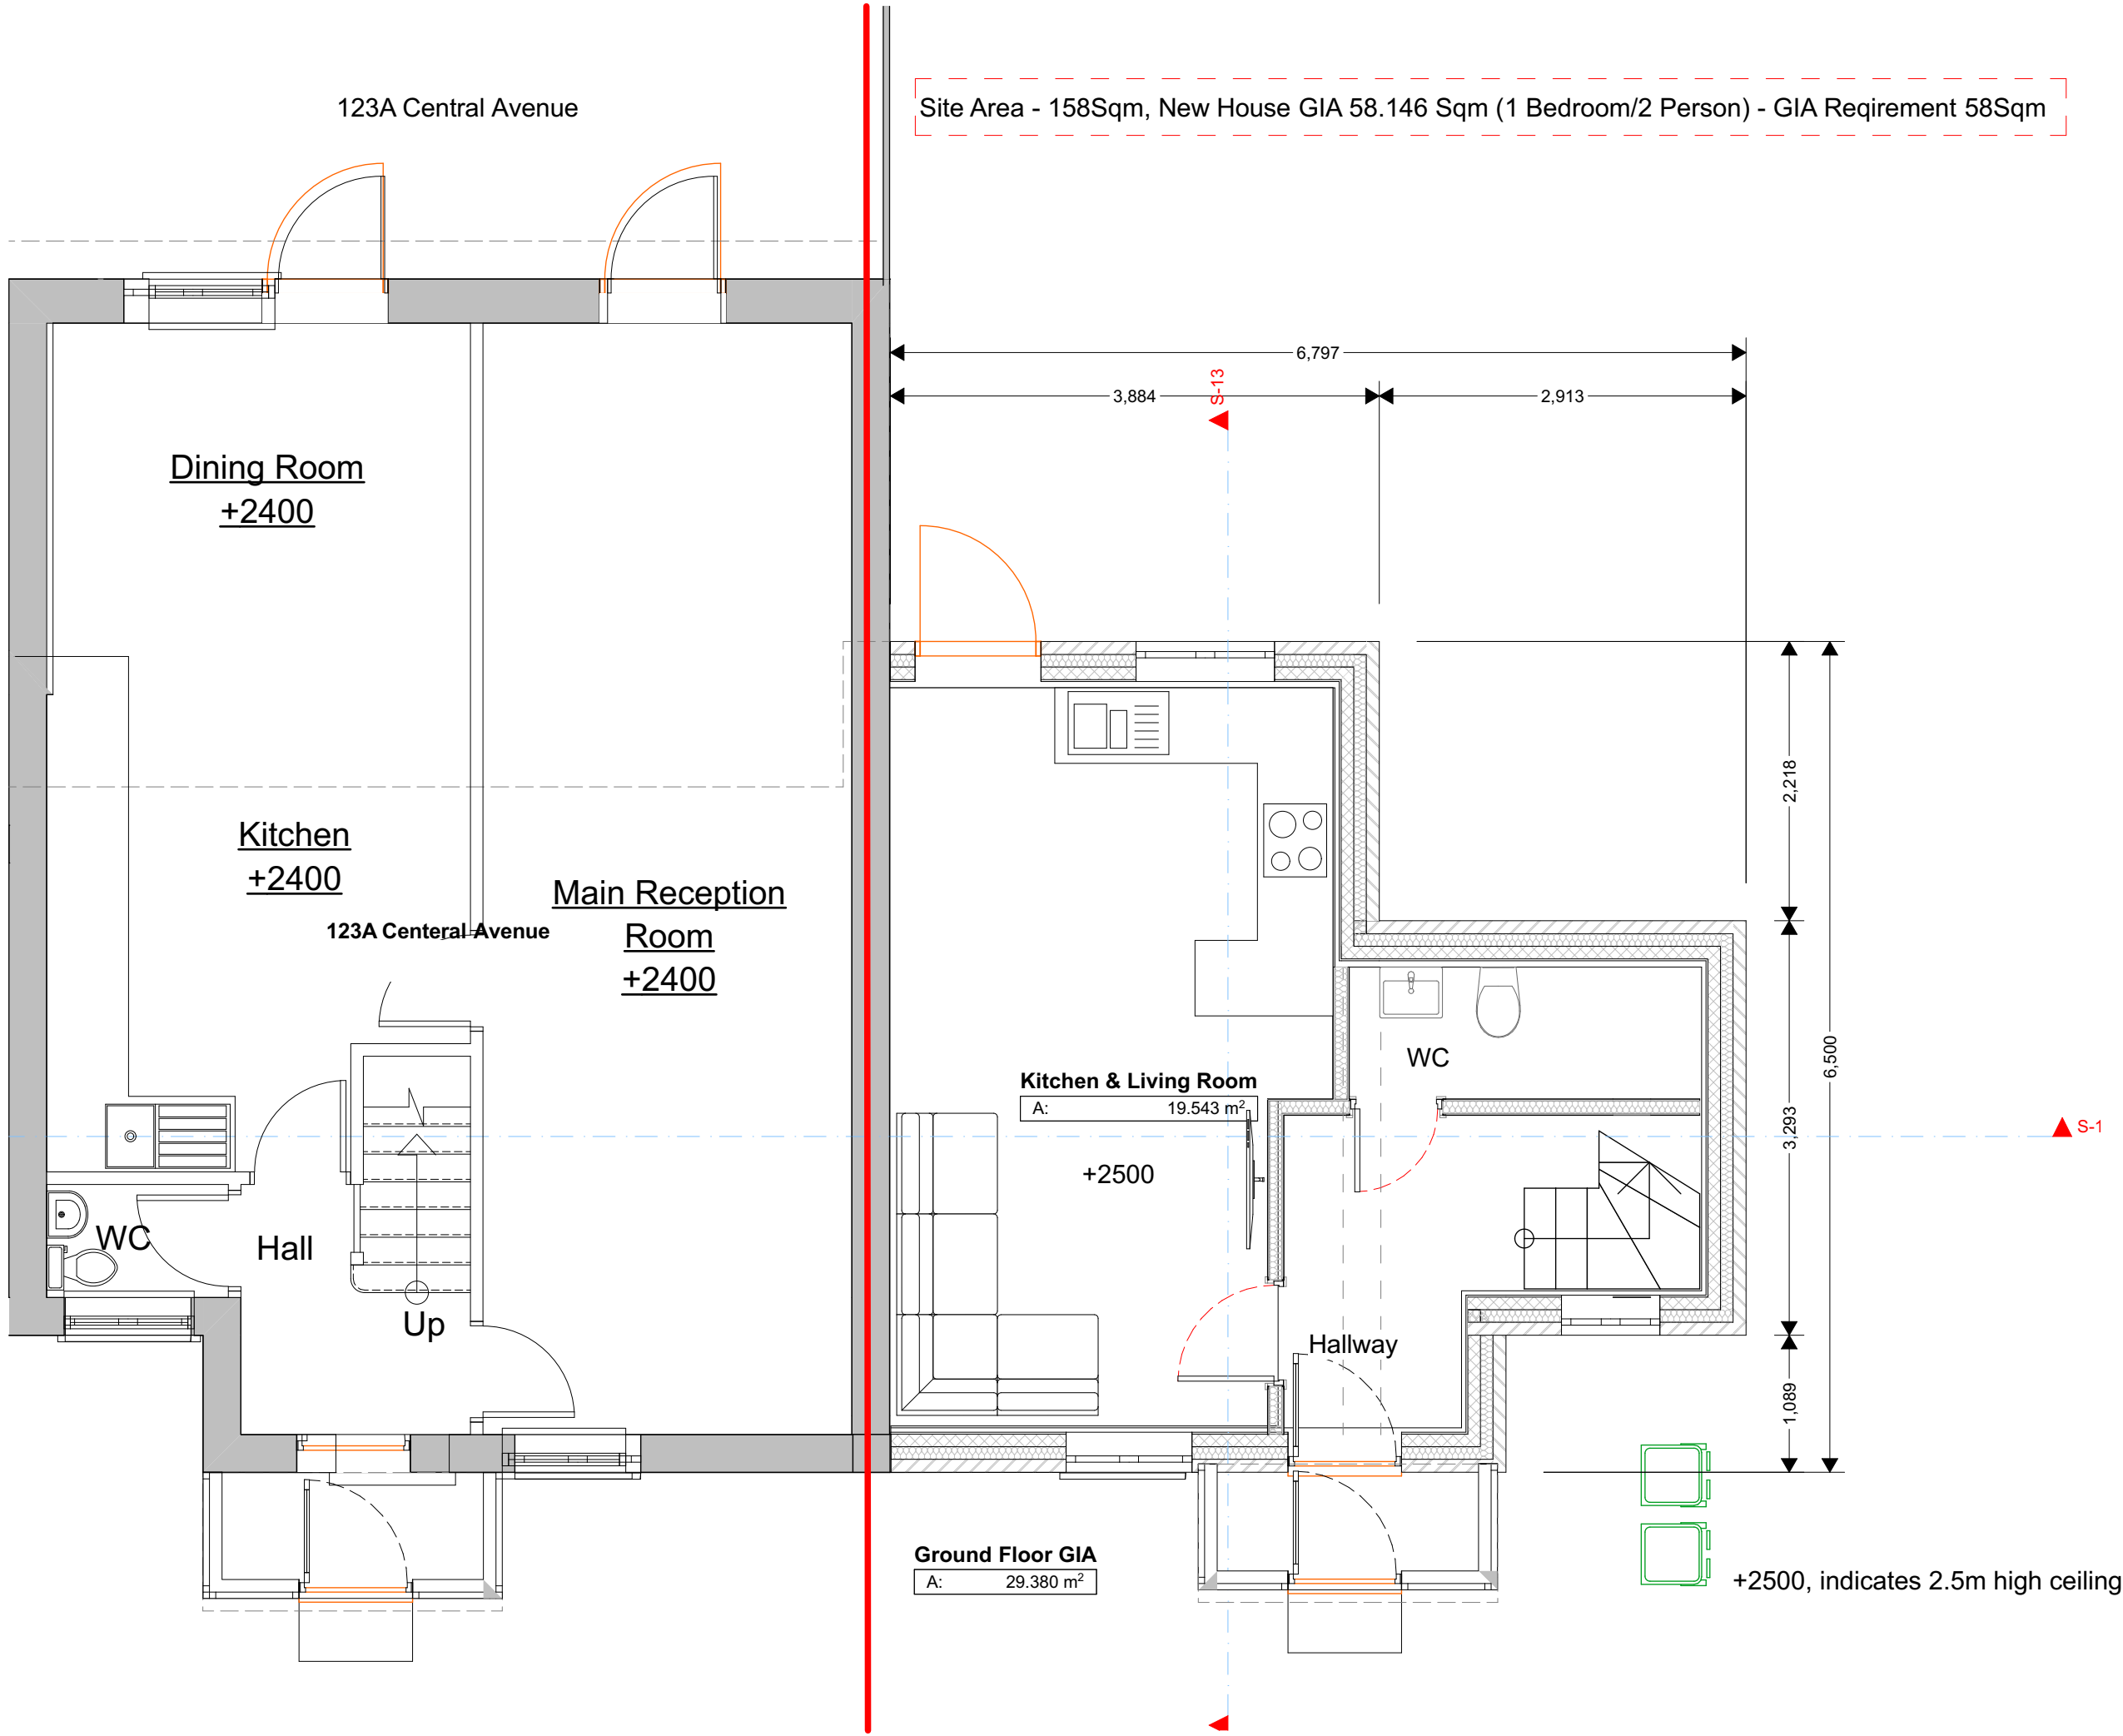 123A Central Avenue
Site Area - 158Sqm, New House GIA 58.146 Sqm (1 Bedroom/2 Person) - GIA Reqirement 58Sqm
6,797
S-13
3,884
2,913
Dining Room
+2400
2,218
Kitchen
+2400
Main Reception
Room
+2400
123A Centeral Avenue
WC
6,500
Kitchen & Living Room
A: 19.543 m²
3,293
S-1
+2500
WC
Hall
Up
Hallway
1,089
Ground Floor GIA
A: 29.380 m²
+2500, indicates 2.5m high ceiling